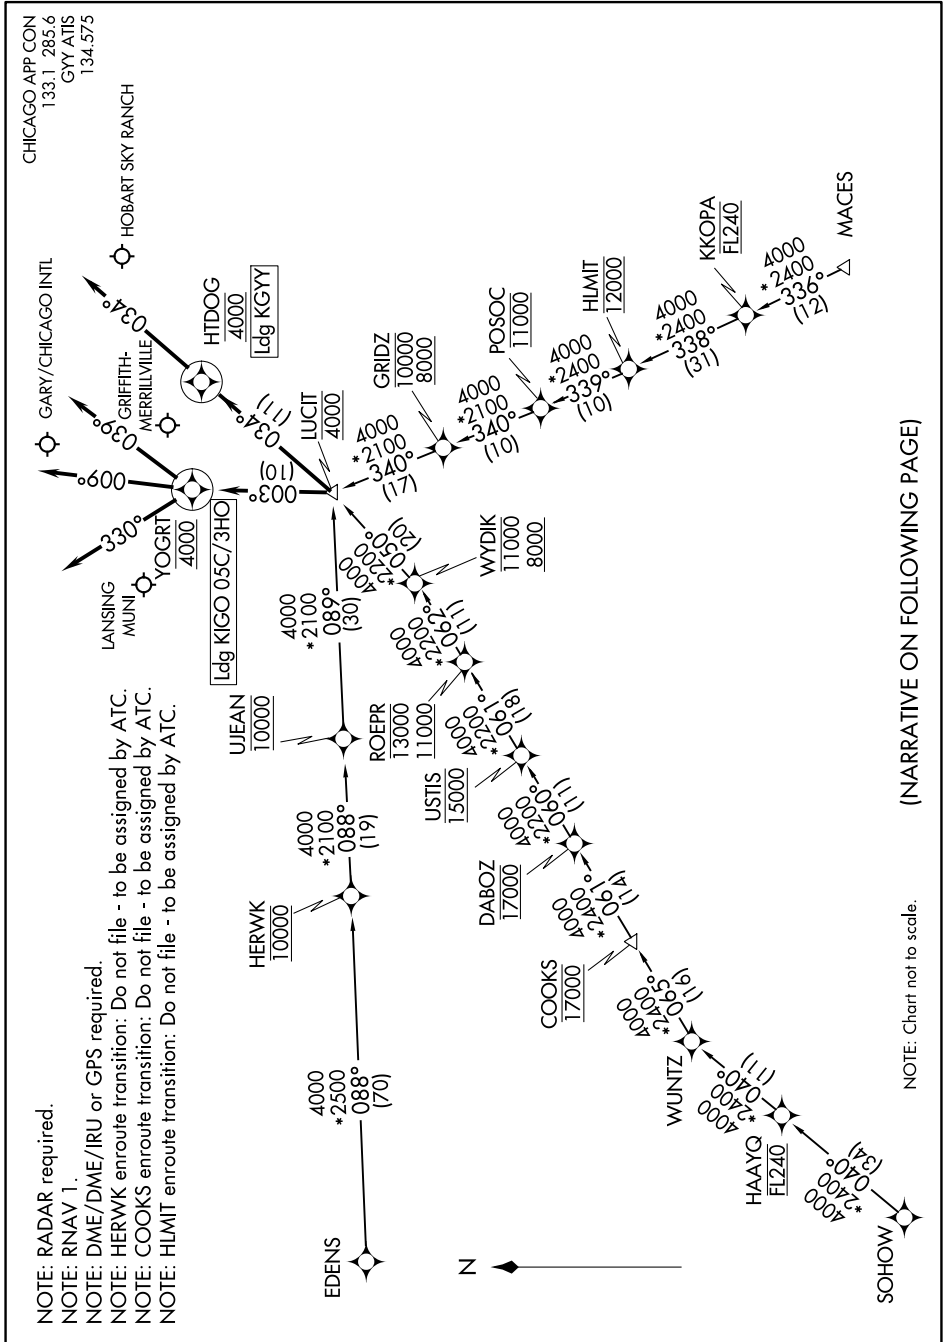 CHICAGO APP CON
133.1 285.6
GYY ATIS
134.575
NOTE: RADAR required.
NOTE: RNAV 1.
NOTE: DME/DME/IRU or GPS required.
NOTE: HERWK enroute transition: Do not file - to be assigned by ATC.
NOTE: COOKS enroute transition: Do not file - to be assigned by ATC.
NOTE: HLMIT enroute transition: Do not file - to be assigned by ATC.
GARY/CHICAGO INTL
HOBART SKY RANCH
GRIFFITH-
MERRILLVILLE
LANSING
MUNI
330°
009°
039°
034°
YOGRT
4000
Ldg KIGO 05C/3HO
HTDOG
4000
Ldg KGYY
003°
(10)
034°
(11)
LUCIT
4000
EDENS
4000
*2500
088°
(70)
HERWK
10000
4000
*2100
088°
(19)
UJEAN
10000
4000
*2100
089°
(30)
SOHOW
4000
*2400
040°
(34)
HAAYQ
FL240
4000
*2400
040°
(11)
WUNTZ
4000
*2400
065°
(16)
COOKS
17000
4000
*2400
061°
(14)
DABOZ
17000
4000
*2200
060°
(11)
USTIS
15000
4000
*2200
061°
(18)
ROEPR
13000
11000
4000
*2200
062°
(11)
WYDIK
11000
8000
4000
*2200
050°
(20)
GRIDZ
10000
8000
4000
*2100
340°
(17)
POSOC
11000
4000
*2100
340°
(10)
HLMIT
12000
4000
*2400
339°
(10)
KKOPA
FL240
4000
*2400
338°
(31)
MACES
4000
*2400
336°
(12)
N
NOTE: Chart not to scale.
(NARRATIVE ON FOLLOWING PAGE)